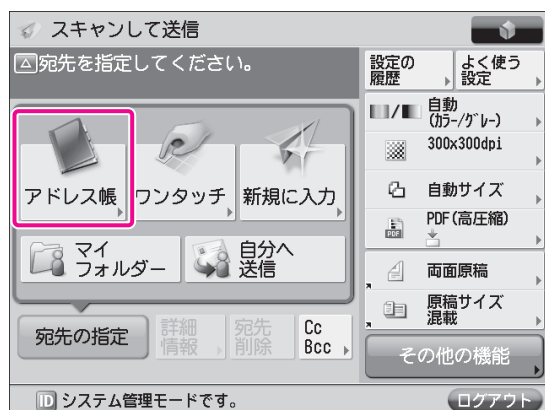 スキャンして送信
宛先を指定してください。
設定の
履歴
よく使う
設定
自動
(ｶﾗｰ/ｸﾞﾚｰ)
300x300dpi
アドレス帳
ワンタッチ
新規に入力
自動サイズ
PDF(高圧縮)
PDF
マイ
フォルダー
自分へ
送信
両面原稿
原稿サイズ
混載
宛先の指定
詳細
情報
宛先
削除
Cc
Bcc
その他の機能
ID システム管理モードです。
ログアウト